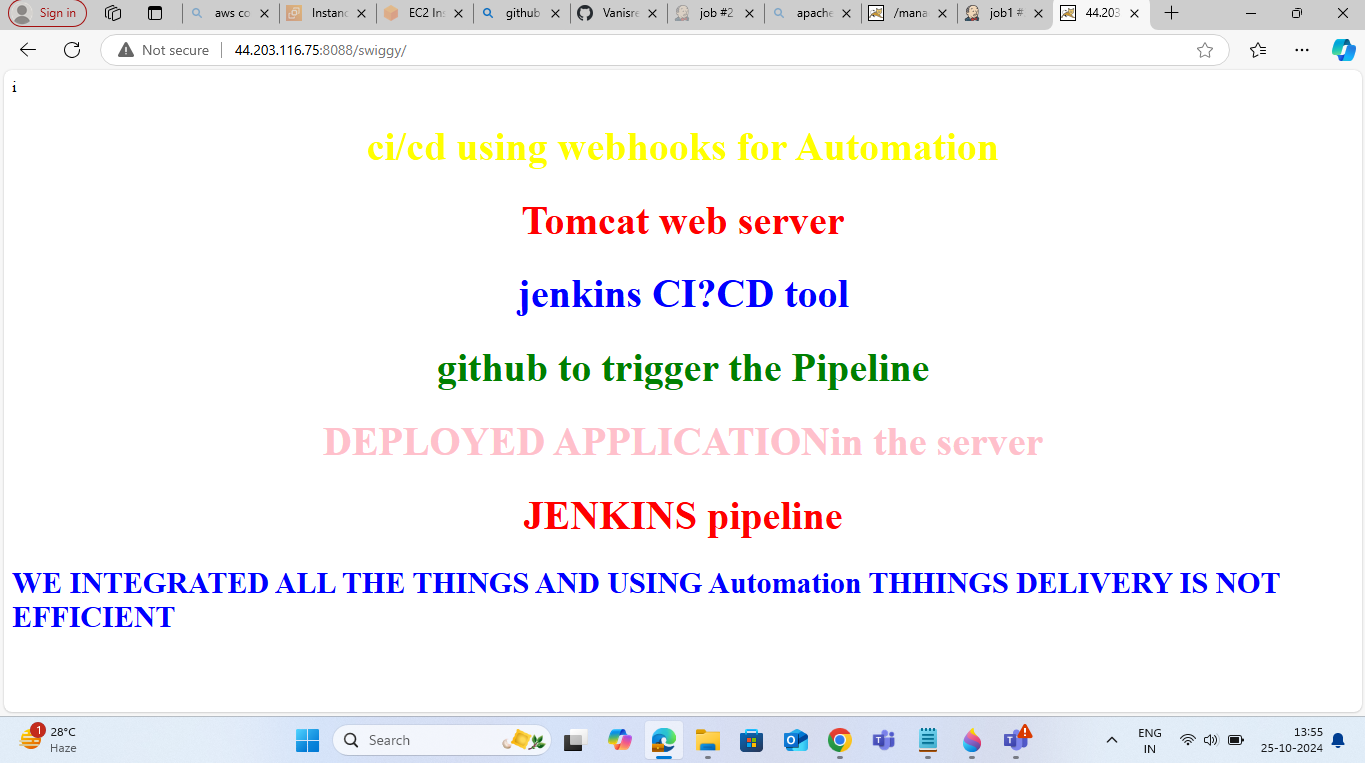 Sign in
aws co
Instanc
EC2 Ins
github
Vanisre
job #2
apache
/mana
job1 #
44.203
Not secure
44.203.116.75:8088/swiggy/
i
ci/cd using webhooks for Automation
Tomcat web server
jenkins CI?CD tool
github to trigger the Pipeline
DEPLOYED APPLICATIONin the server
JENKINS pipeline
WE INTEGRATED ALL THE THINGS AND USING Automation THHINGS DELIVERY IS NOT
EFFICIENT
1
28°C
Haze
Search
ENG
IN
13:55
25-10-2024